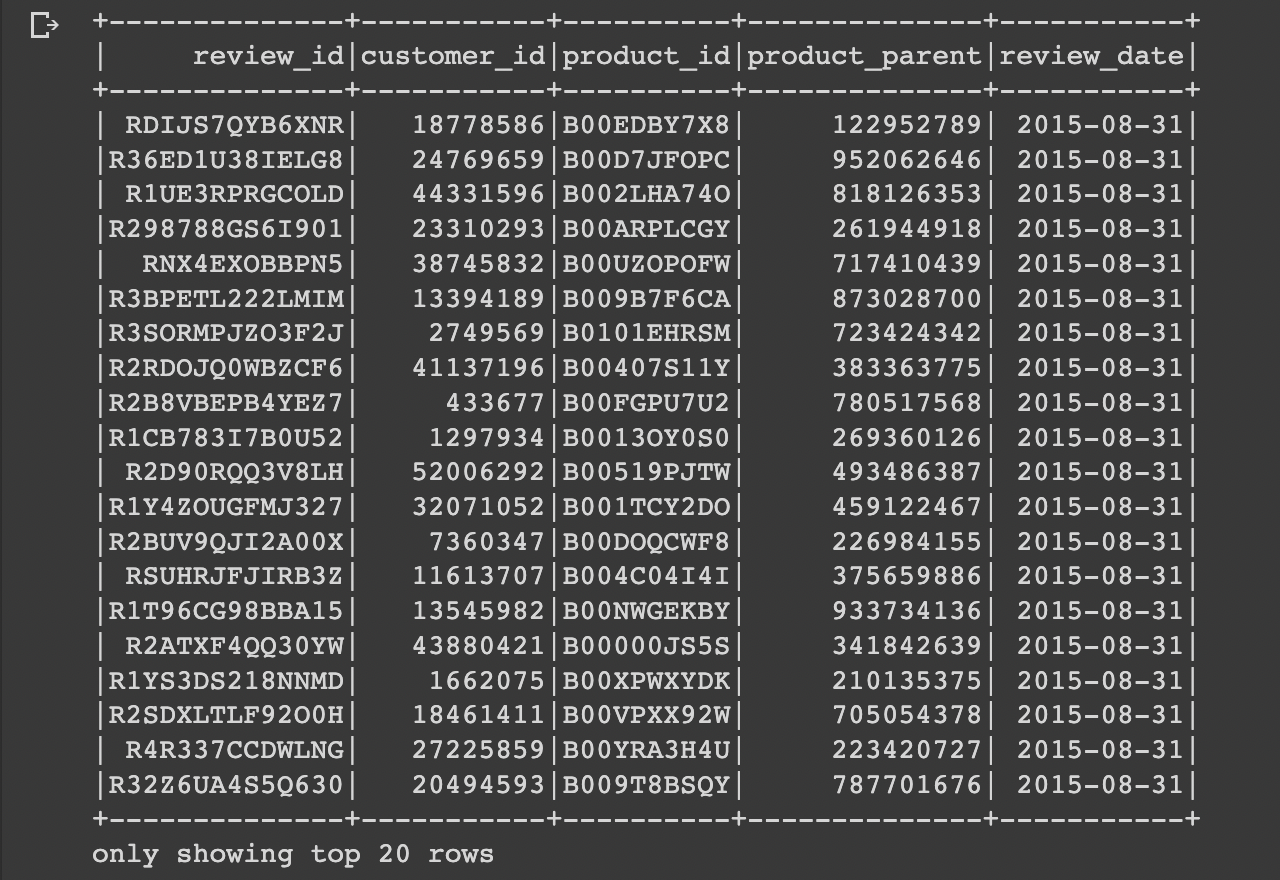 +--------------+-----------+----------+--------------+-----------+
|     review_id|customer_id|product_id|product_parent|review_date|
+--------------+-----------+----------+--------------+-----------+
| RDIJS7QYB6XNR|   18778586|B00EDBY7X8|     122952789| 2015-08-31|
|R36ED1U38IELG8|   24769659|B00D7JFOPC|     952062646| 2015-08-31|
| R1UE3RPRGCOLD|   44331596|B002LHA74O|     818126353| 2015-08-31|
|R298788GS6I901|   23310293|B00ARPLCGY|     261944918| 2015-08-31|
|  RNX4EXOBBPN5|   38745832|B00UZOPOFW|     717410439| 2015-08-31|
|R3BPETL222LMIM|   13394189|B009B7F6CA|     873028700| 2015-08-31|
|R3SORMPJZO3F2J|    2749569|B0101EHRSM|     723424342| 2015-08-31|
|R2RDOJQ0WBZCF6|   41137196|B00407S11Y|     383363775| 2015-08-31|
|R2B8VBEPB4YEZ7|     433677|B00FGPU7U2|     780517568| 2015-08-31|
|R1CB783I7B0U52|    1297934|B0013OY0S0|     269360126| 2015-08-31|
| R2D90RQQ3V8LH|   52006292|B00519PJTW|     493486387| 2015-08-31|
|R1Y4ZOUGFMJ327|   32071052|B001TCY2DO|     459122467| 2015-08-31|
|R2BUV9QJI2A00X|    7360347|B00DOQCWF8|     226984155| 2015-08-31|
| RSUHRJFJIRB3Z|   11613707|B004C04I4I|     375659886| 2015-08-31|
|R1T96CG98BBA15|   13545982|B00NWGEKBY|     933734136| 2015-08-31|
| R2ATXF4QQ30YW|   43880421|B00000JS5S|     341842639| 2015-08-31|
|R1YS3DS218NNMD|    1662075|B00XPWXYDK|     210135375| 2015-08-31|
|R2SDXLTLF92O0H|   18461411|B00VPXX92W|     705054378| 2015-08-31|
| R4R337CCDWLNG|   27225859|B00YRA3H4U|     223420727| 2015-08-31|
|R32Z6UA4S5Q630|   20494593|B009T8BSQY|     787701676| 2015-08-31|
+--------------+-----------+----------+--------------+-----------+
only showing top 20 rows